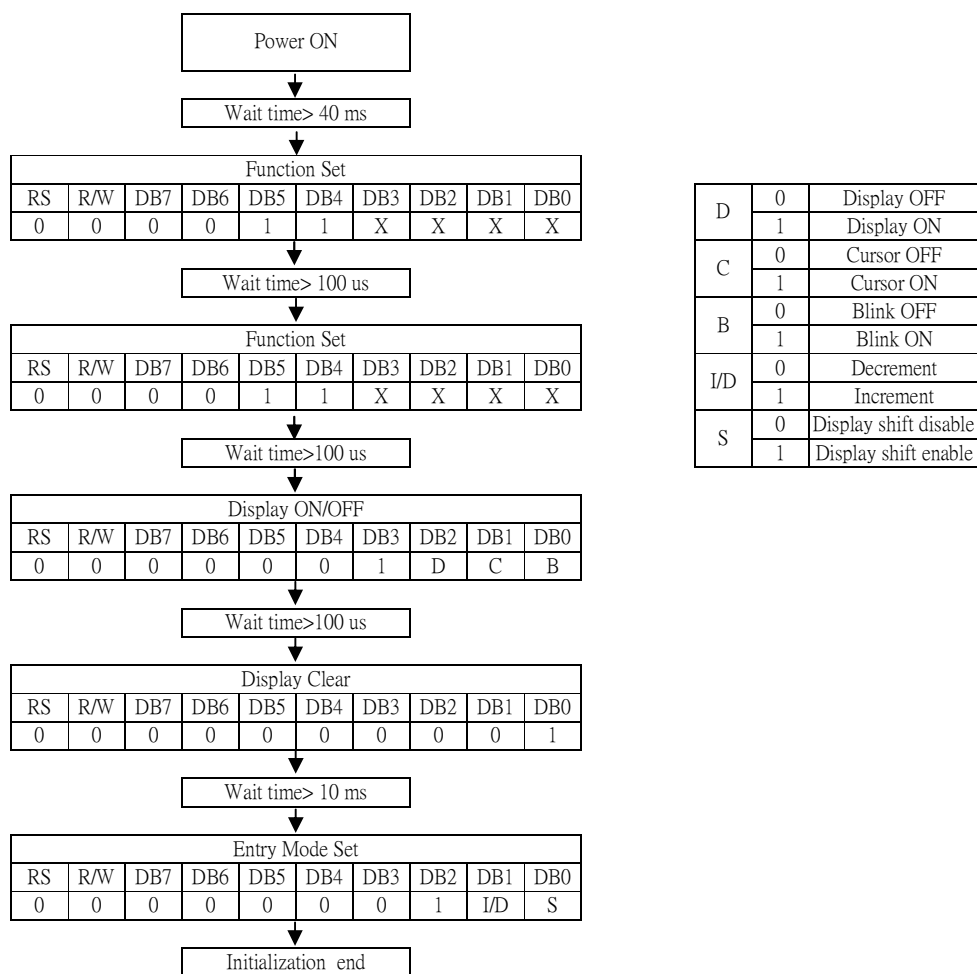 Power ON
Wait time> 40 ms
Function Set
RS R/W DB7 DB6 DB5 DB4 DB3 DB2 DB1 DB0
0 0 0 0 1 1 X X X X
Wait time> 100 us
Function Set
RS R/W DB7 DB6 DB5 DB4 DB3 DB2 DB1 DB0
0 0 0 0 1 1 X X X X
Wait time>100 us
Display ON/OFF
RS R/W DB7 DB6 DB5 DB4 DB3 DB2 DB1 DB0
0 0 0 0 0 0 1 D C B
Wait time>100 us
Display Clear
RS R/W DB7 DB6 DB5 DB4 DB3 DB2 DB1 DB0
0 0 0 0 0 0 0 0 0 1
Wait time> 10 ms
Entry Mode Set
RS R/W DB7 DB6 DB5 DB4 DB3 DB2 DB1 DB0
0 0 0 0 0 0 0 1 I/D S
Initialization end
D
0 Display OFF
1 Display ON
C
0 Cursor OFF
1 Cursor ON
B
0 Blink OFF
1 Blink ON
I/D
0 Decrement
1 Increment
S
0 Display shift disable
1 Display shift enable